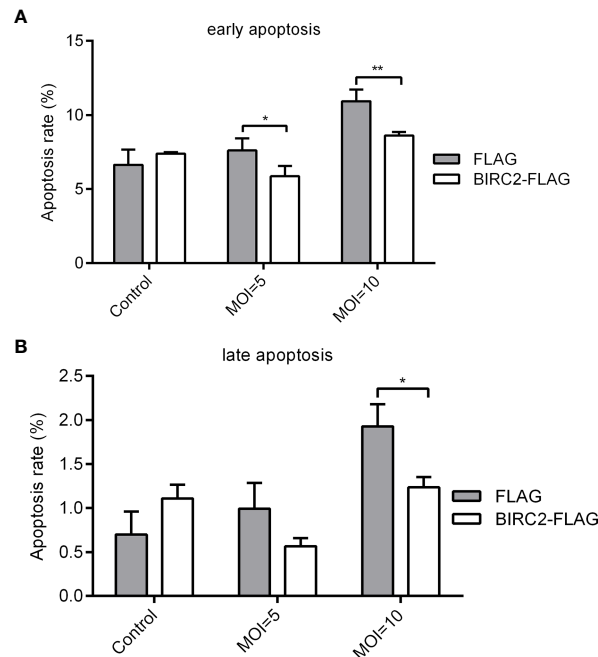 A
early apoptosis
Apoptosis rate (%)
15
10
5
0
*
**
FLAG
BIRC2-FLAG
Control
MOI=5
MOI=10
B
late apoptosis
Apoptosis rate (%)
2.5
2.0
1.5
1.0
0.5
0.0
*
FLAG
BIRC2-FLAG
Control
MOI=5
MOI=10